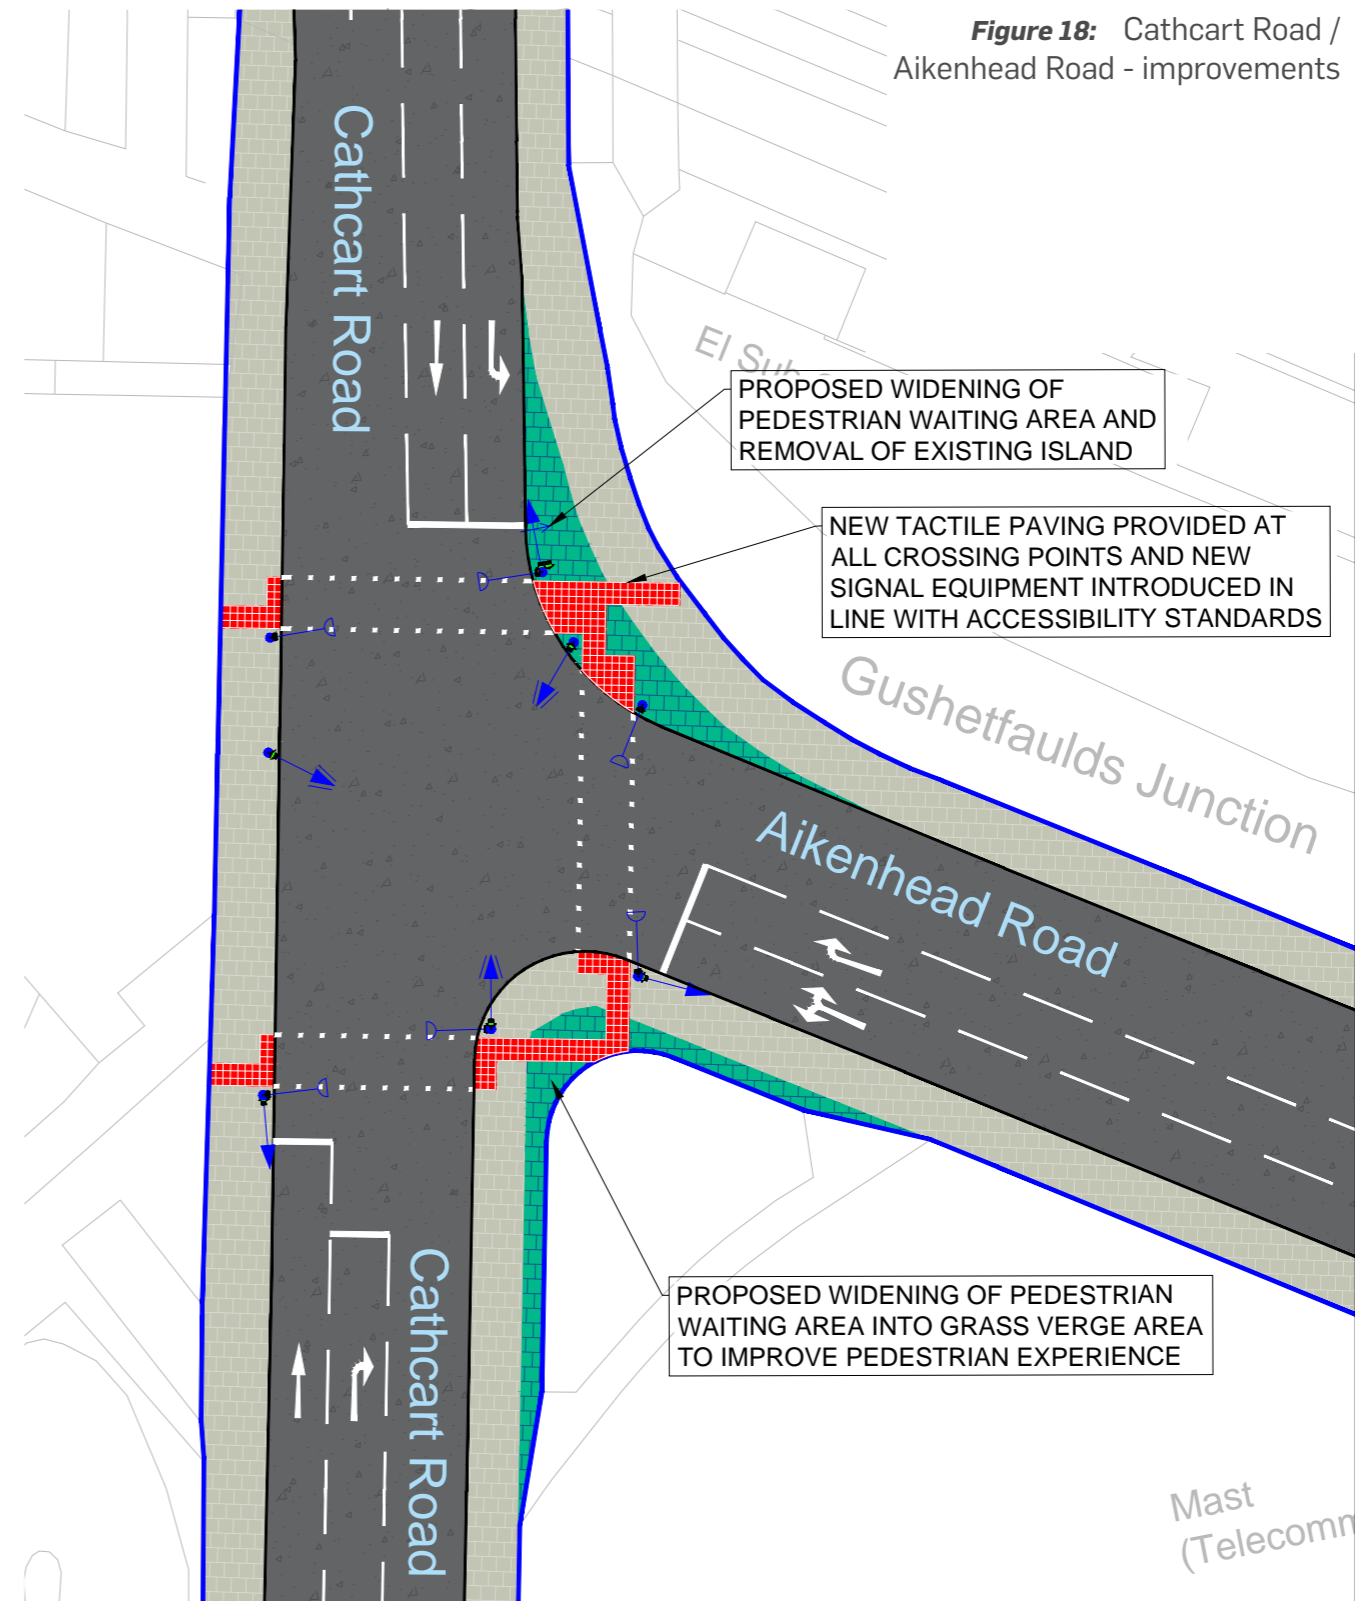 Figure 18: Cathcart Road /
Aikenhead Road - improvements
Cathcart Road
El Sub
PROPOSED WIDENING OF
PEDESTRIAN WAITING AREA AND
REMOVAL OF EXISTING ISLAND
NEW TACTILE PAVING PROVIDED AT
ALL CROSSING POINTS AND NEW
SIGNAL EQUIPMENT INTRODUCED IN
LINE WITH ACCESSIBILITY STANDARDS
Gushetfaulds Junction
Aikenhead Road
PROPOSED WIDENING OF PEDESTRIAN
WAITING AREA INTO GRASS VERGE AREA
TO IMPROVE PEDESTRIAN EXPERIENCE
Cathcart Road
Mast
(Telecomm